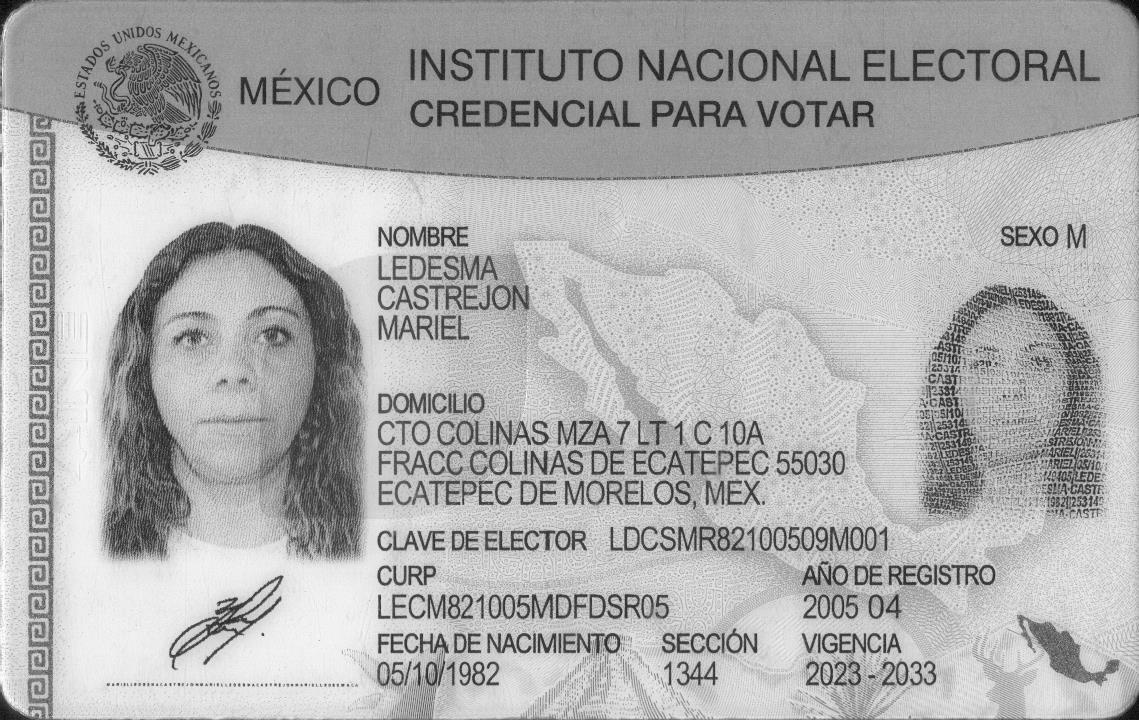 ESTADOS UNIDOS MEXICANOS
MÉXICO
INSTITUTO NACIONAL ELECTORAL
CREDENCIAL PARA VOTAR
NOMBRE
SEXO M
LEDESMA
CASTREJON
MARIEL
DOMICILIO
CTO COLINAS MZA 7 LT 1 C 10A
FRACC COLINAS DE ECATEPEC 55030
ECATEPEC DE MORELOS, MEX.
CLAVE DE ELECTOR LDCSMR82100509M001
CURP
AÑO DE REGISTRO
LECM821005MDFDSR05
2005 04
FECHA DE NACIMIENTO
SECCIÓN
VIGENCIA
05/10/1982
1344
2023 - 2033